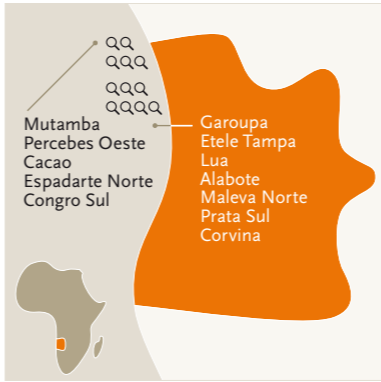 Mutamba
Percebes Oeste
Cacao
Espadarte Norte
Congro Sul
Garoupa
Etele Tampa
Lua
Alabote
Maleva Norte
Prata Sul
Corvina